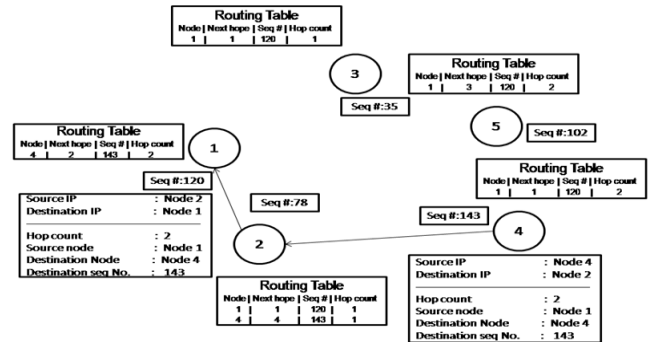 Routing Table
Node | Next hope | Seq # | Hop count
1 | 1 | 120 | 1
3
Seq #:35
Routing Table
Node | Next hope | Seq # | Hop count
1 | 3 | 120 | 2
5
Seq #:102
Routing Table
Node | Next hope | Seq # | Hop count
4 | 2 | 143 | 2
1
Seq #:120
Source IP : Node 2
Destination IP : Node 1
Hop count : 2
Source node : Node 1
Destination Node : Node 4
Destination seq No. : 143
Seq #:78
2
Routing Table
Node | Next hope | Seq # | Hop count
1 | 1 | 120 | 1
4 | 4 | 143 | 1
Routing Table
Node | Next hope | Seq # | Hop count
1 | 1 | 120 | 2
Seq #:143
4
Source IP : Node 4
Destination IP : Node 2
Hop count : 2
Source node : Node 1
Destination Node : Node 4
Destination seq No. : 143